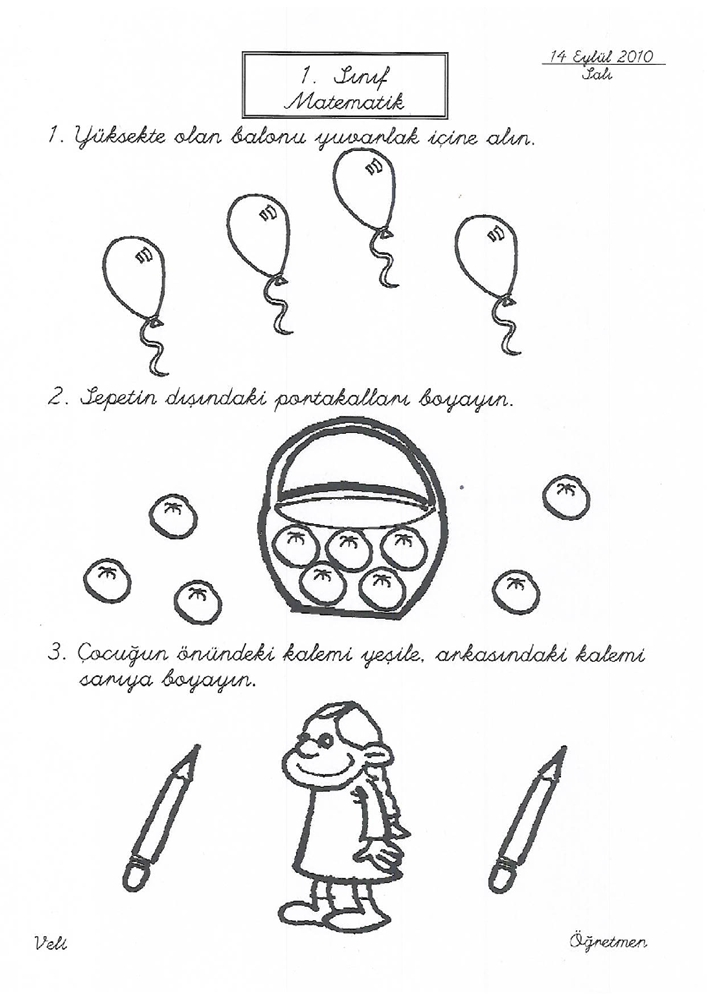 14 Eylül 2010
Salı
1. Sınıf
Matematik
1. Yüksekte olan balonu yuvarlak içine alın.
2. Sepetin dışındaki portakalları boyayın.
3. Çocuğun önündeki kalemi yeşile, arkasındaki kalemi
sarıya boyayın.
Veli
Öğretmen